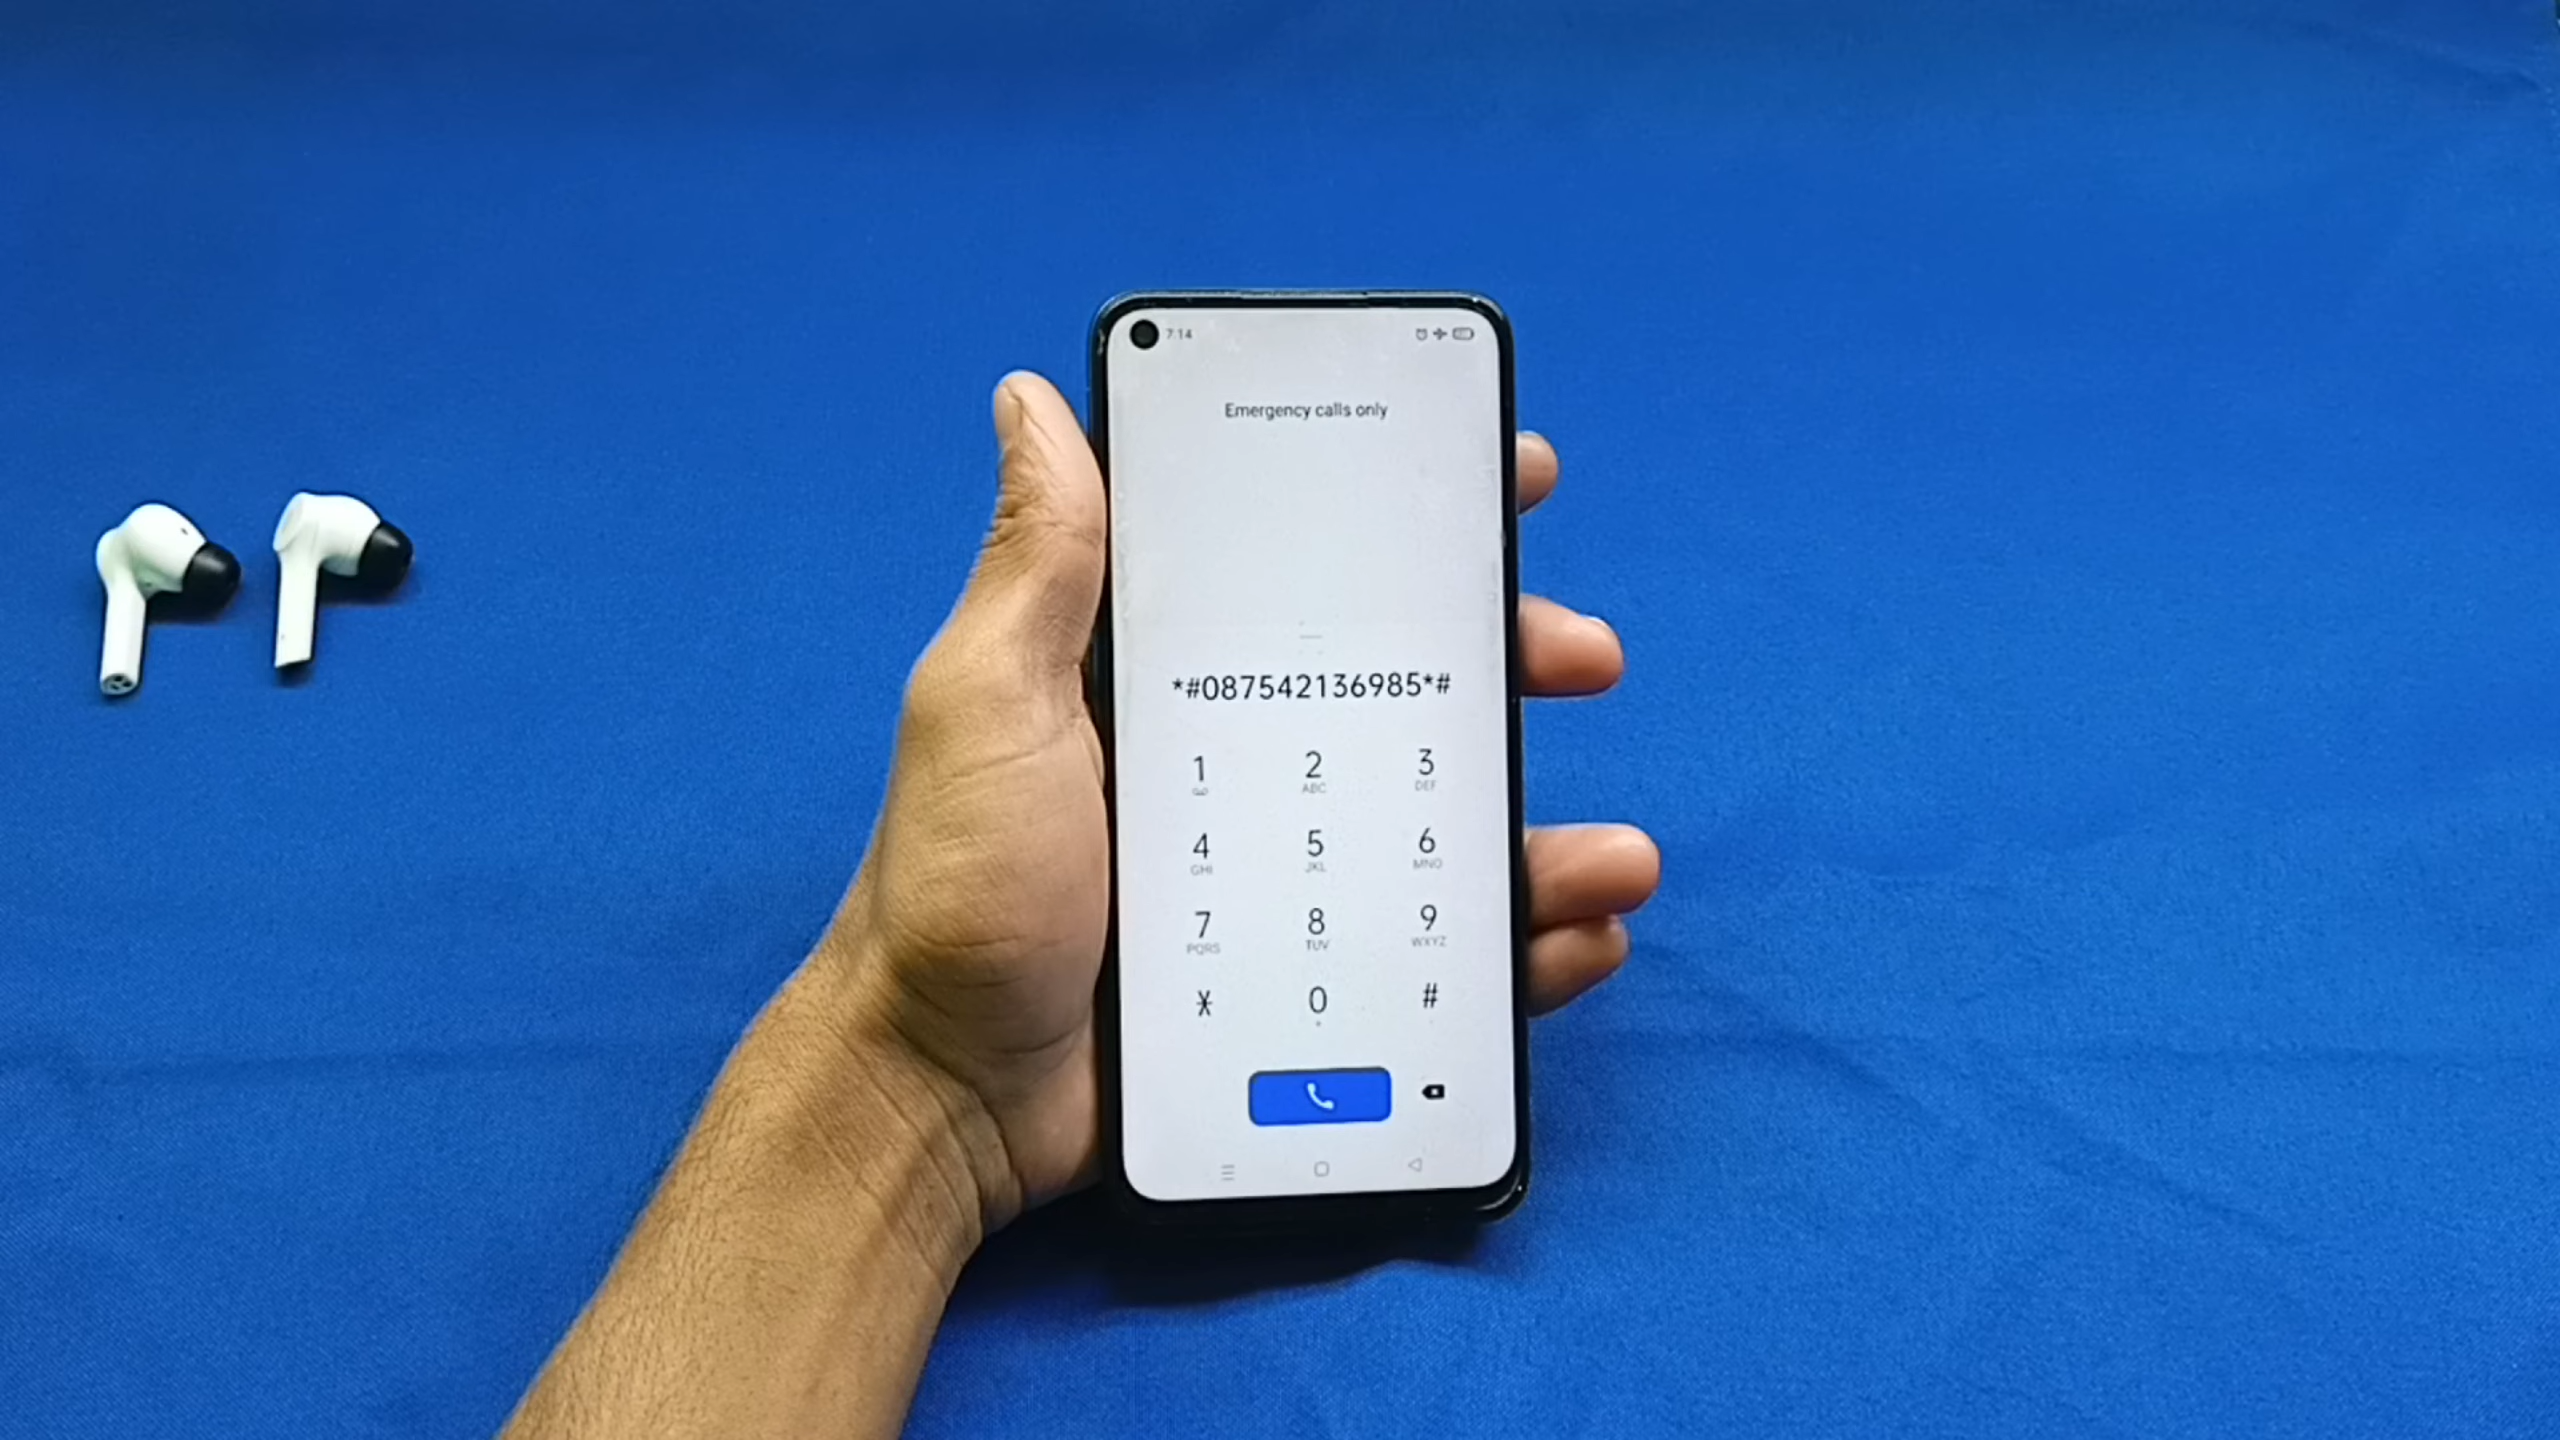 7:14
Emergency calls only
*#087542136985*#
1 2 3
ABC DEF
4 5 6
GHI JKL MNO
7 8 9
PQRS TUV WXYZ
* 0 #
+